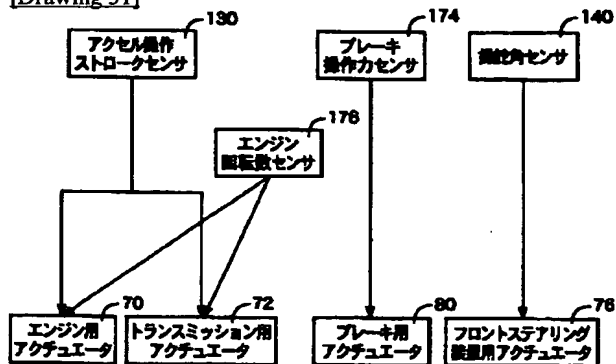 [Drawing 31]
130
アクセル操作
ストロークセンサ
174
ブレーキ
操作力センサ
140
操舵角センサ
176
エンジン
回転数センサ
70
エンジン用
アクチュエータ
72
トランスミッション用
アクチュエータ
80
ブレーキ用
アクチュエータ
76
フロントステアリング
装置用アクチュエータ